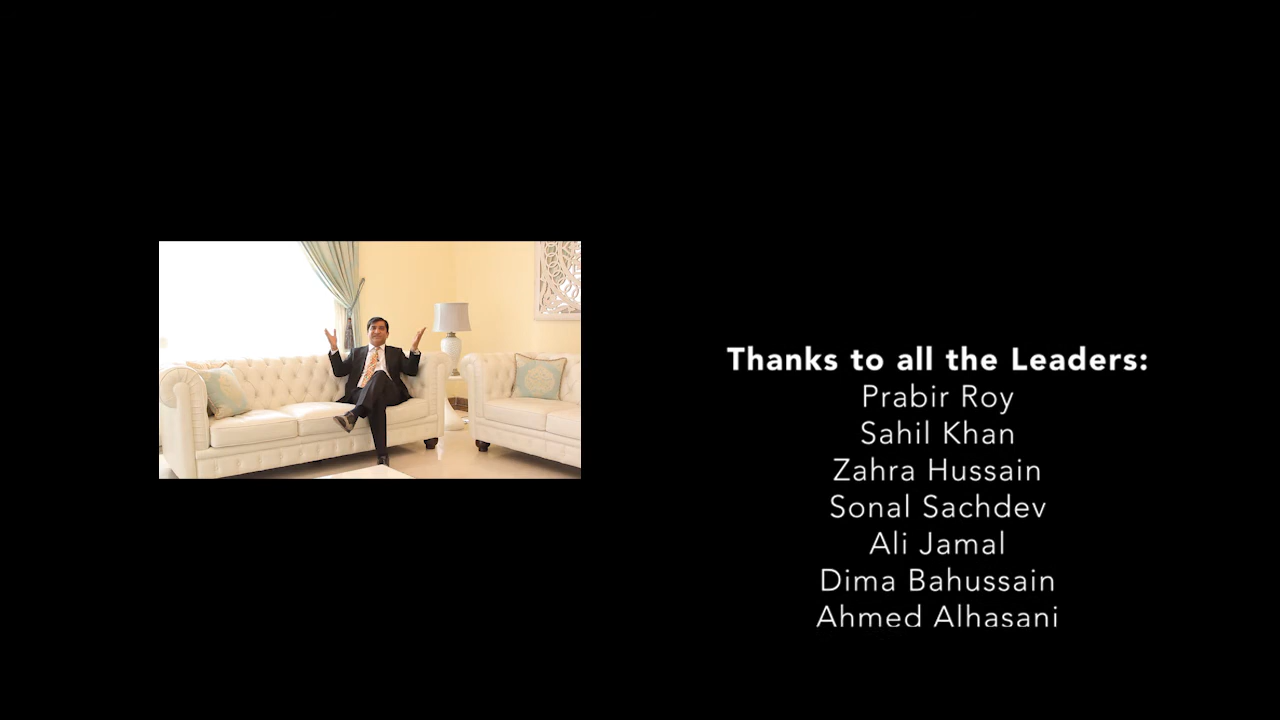 Thanks to all the Leaders:
Prabir Roy
Sahil Khan
Zahra Hussain
Sonal Sachdev
Ali Jamal
Dima Bahussain
Ahmed Alhasani